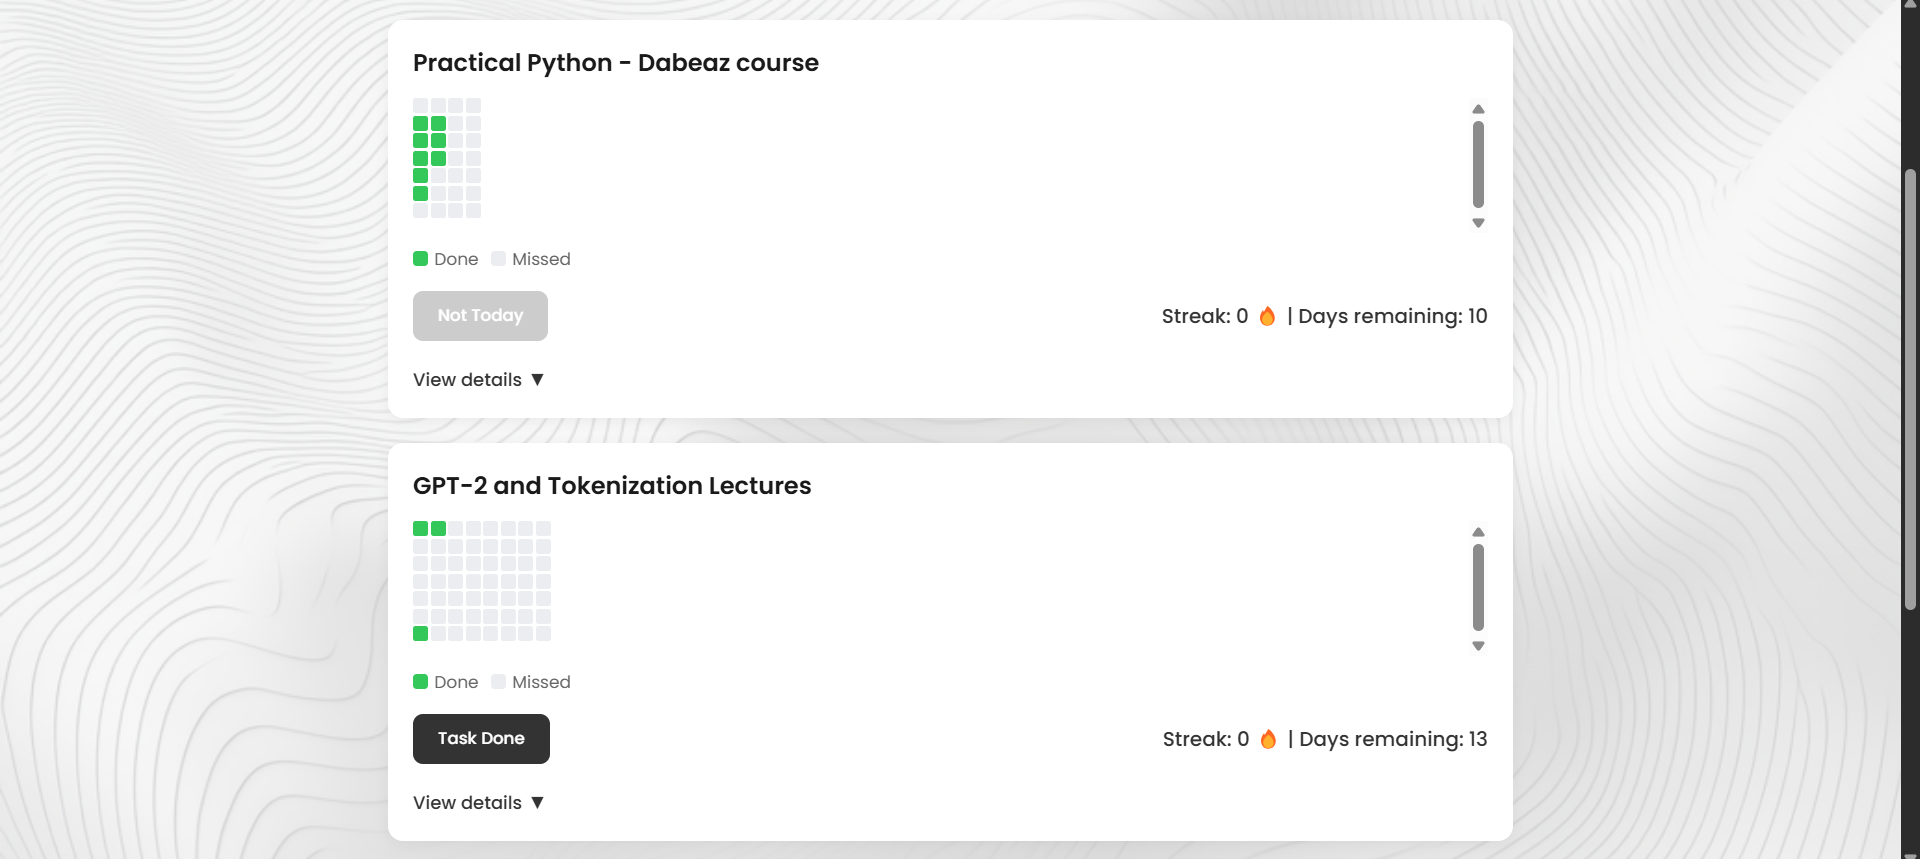 Practical Python - Dabeaz course
Done Missed
Not Today
Streak: 0 🔥 | Days remaining: 10
View details ▼
GPT-2 and Tokenization Lectures
Done Missed
Task Done
Streak: 0 🔥 | Days remaining: 13
View details ▼